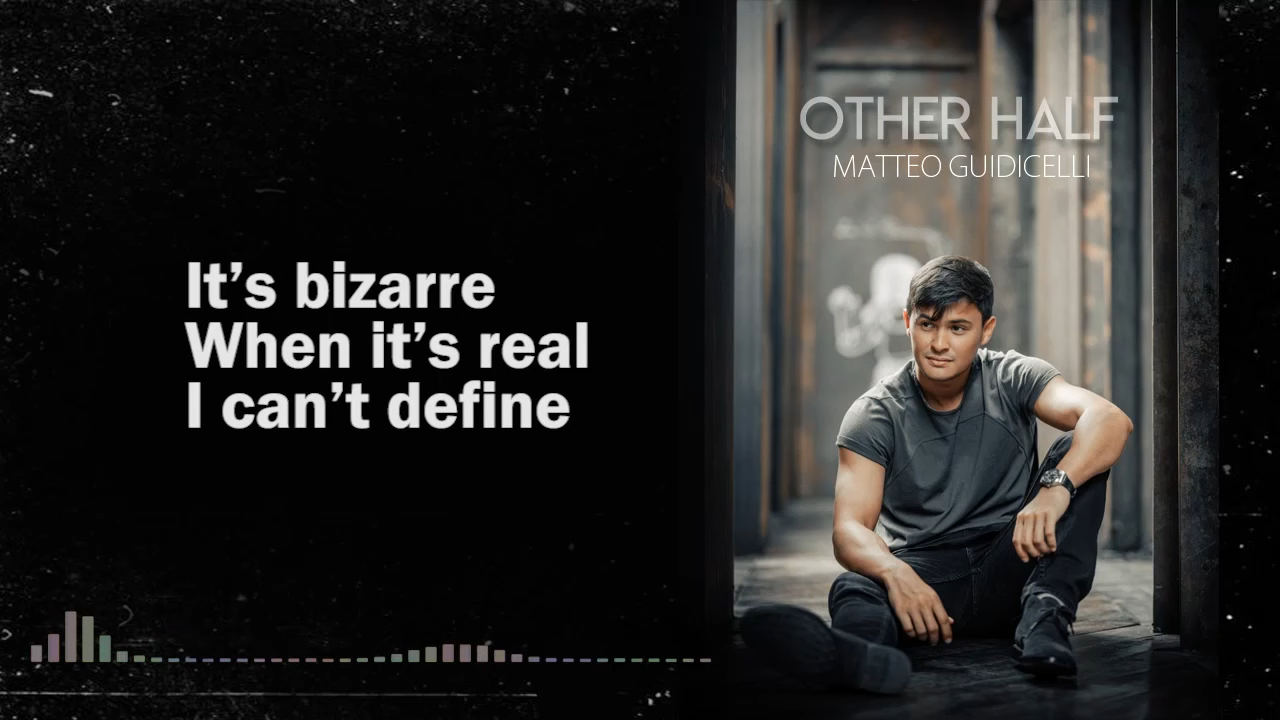 It’s bizarre
When it’s real
I can’t define
OTHER HALF
MATTEO GUIDICELLI